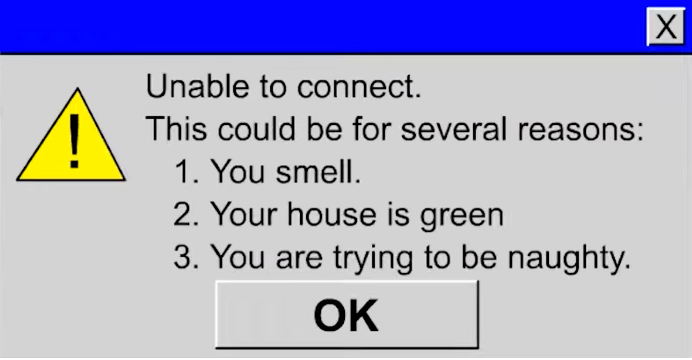 X
Unable to connect.
This could be for several reasons:
1. You smell.
2. Your house is green
3. You are trying to be naughty.
OK